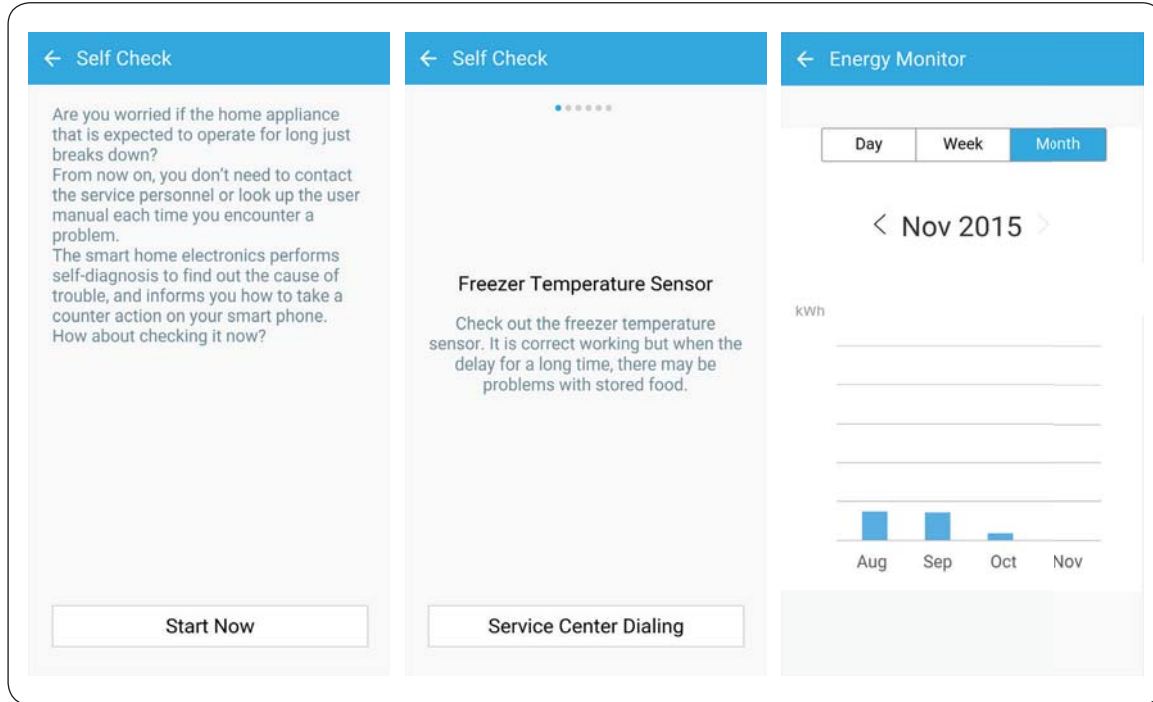 Self Check
Are you worried if the home appliance
that is expected to operate for long just
breaks down?
From now on, you don't need to contact
the service personnel or look up the user
manual each time you encounter a
problem.
The smart home electronics performs
self-diagnosis to find out the cause of
trouble, and informs you how to take a
counter action on your smart phone.
How about checking it now?
Start Now
Self Check
Freezer Temperature Sensor
Check out the freezer temperature
sensor. It is correct working but when the
delay for a long time, there may be
problems with stored food.
Service Center Dialing
Energy Monitor
Day Week Month
Nov 2015
kWh
Aug Sep Oct Nov